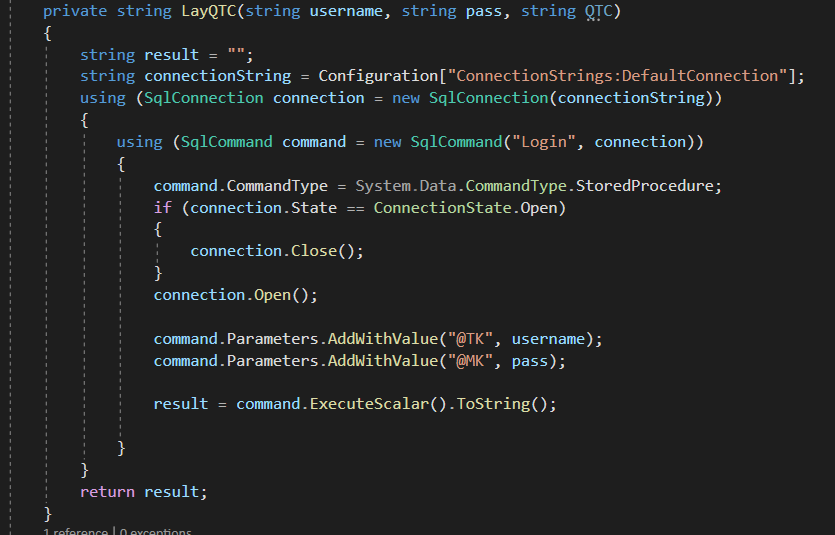 private string LayQTC(string username, string pass, string QTC)
{
string result = "";
string connectionString = Configuration["ConnectionStrings:DefaultConnection"];
using (SqlConnection connection = new SqlConnection(connectionString))
{
using (SqlCommand command = new SqlCommand("Login", connection))
{
command.CommandType = System.Data.CommandType.StoredProcedure;
if (connection.State == ConnectionState.Open)
{
connection.Close();
}
connection.Open();
command.Parameters.AddWithValue("@TK", username);
command.Parameters.AddWithValue("@MK", pass);
result = command.ExecuteScalar().ToString();
}
}
return result;
}
1 reference | 0 exceptions